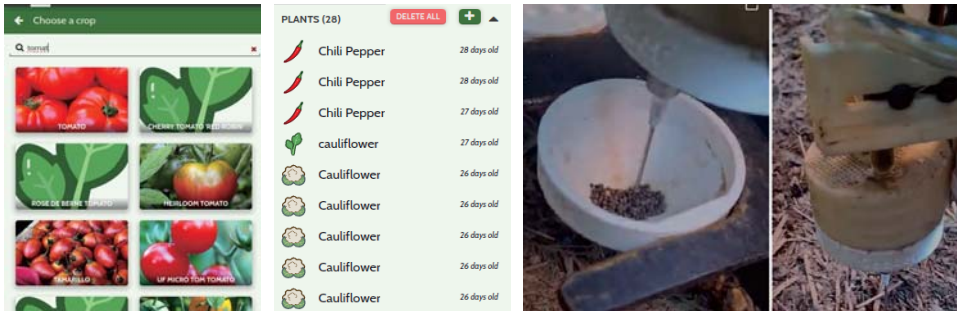 Choose a crop
tomat
TOMATO
CHERRY TOMATO 'RED ROBIN'
ROSE DE BERNE TOMATO
HEIRLOOM TOMATO
TAMARILLO
UF MICRO TOM TOMATO
PLANTS (28)
DELETE ALL
Chili Pepper 28 days old
Chili Pepper 28 days old
Chili Pepper 27 days old
cauliflower 27 days old
Cauliflower 26 days old
Cauliflower 26 days old
Cauliflower 26 days old
Cauliflower 26 days old
Cauliflower 26 days old